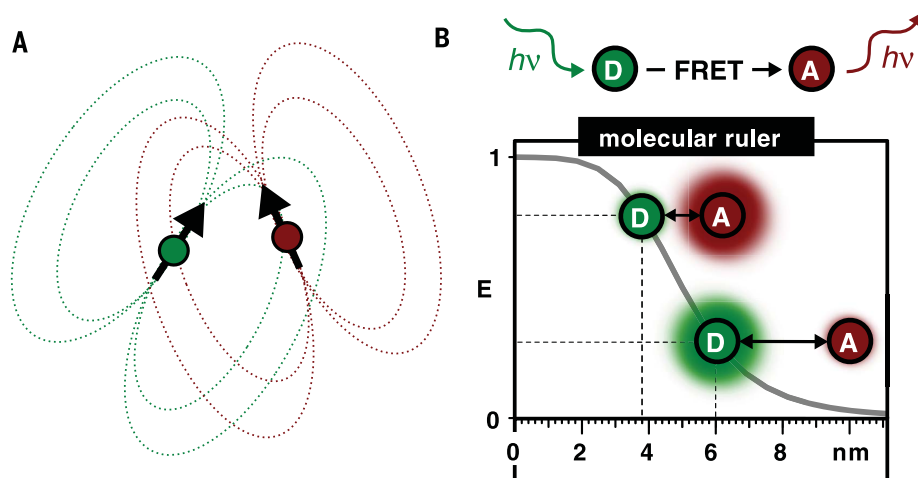 A
B
hν
D FRET A
hν
molecular ruler
1
D A
E
D A
0
0 2 4 6 8 nm